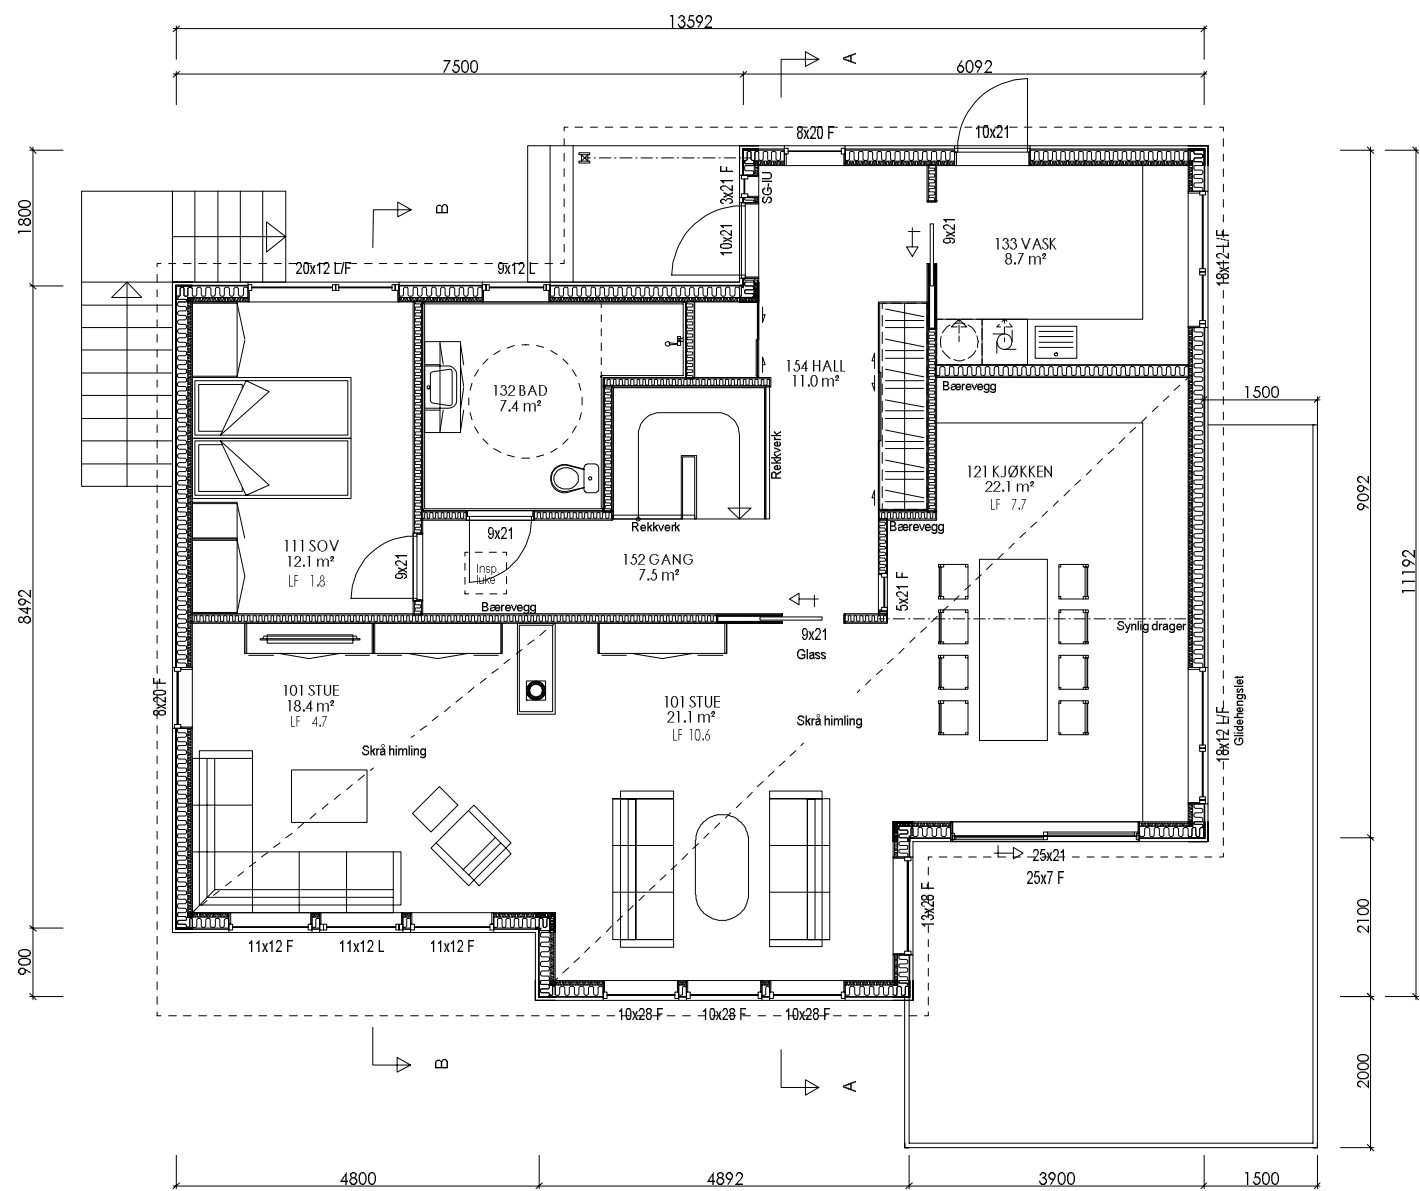 13592
7500
6092
A
8x20 F
10x21
1800
B
3x21 F
SG-IU
10x21
9x21
133 VASK
8.7 m²
18x12 L/F
20x12 L/F
9x12 L
154 HALL
11.0 m²
Bærevegg
1500
132 BAD
7.4 m²
Rekkverk
121 KJØKKEN
22.1 m²
LF 7.7
9092
11192
Rekkverk
Bærevegg
9x21
111 SOV
12.1 m²
LF 1.8
9x21
Insp.
luke
152 GANG
7.5 m²
5x21 F
8492
Bærevegg
9x21
Glass
Synlig drager
101 STUE
18.4 m²
LF 4.7
8x20 F
101 STUE
21.1 m²
LF 10.6
Skrå himling
Skrå himling
18x12 L/F
Glidehengslet
25x21
25x7 F
13x28 F
2100
11x12 F
11x12 L
11x12 F
900
10x28 F
10x28 F
10x28 F
B
A
2000
4800
4892
3900
1500